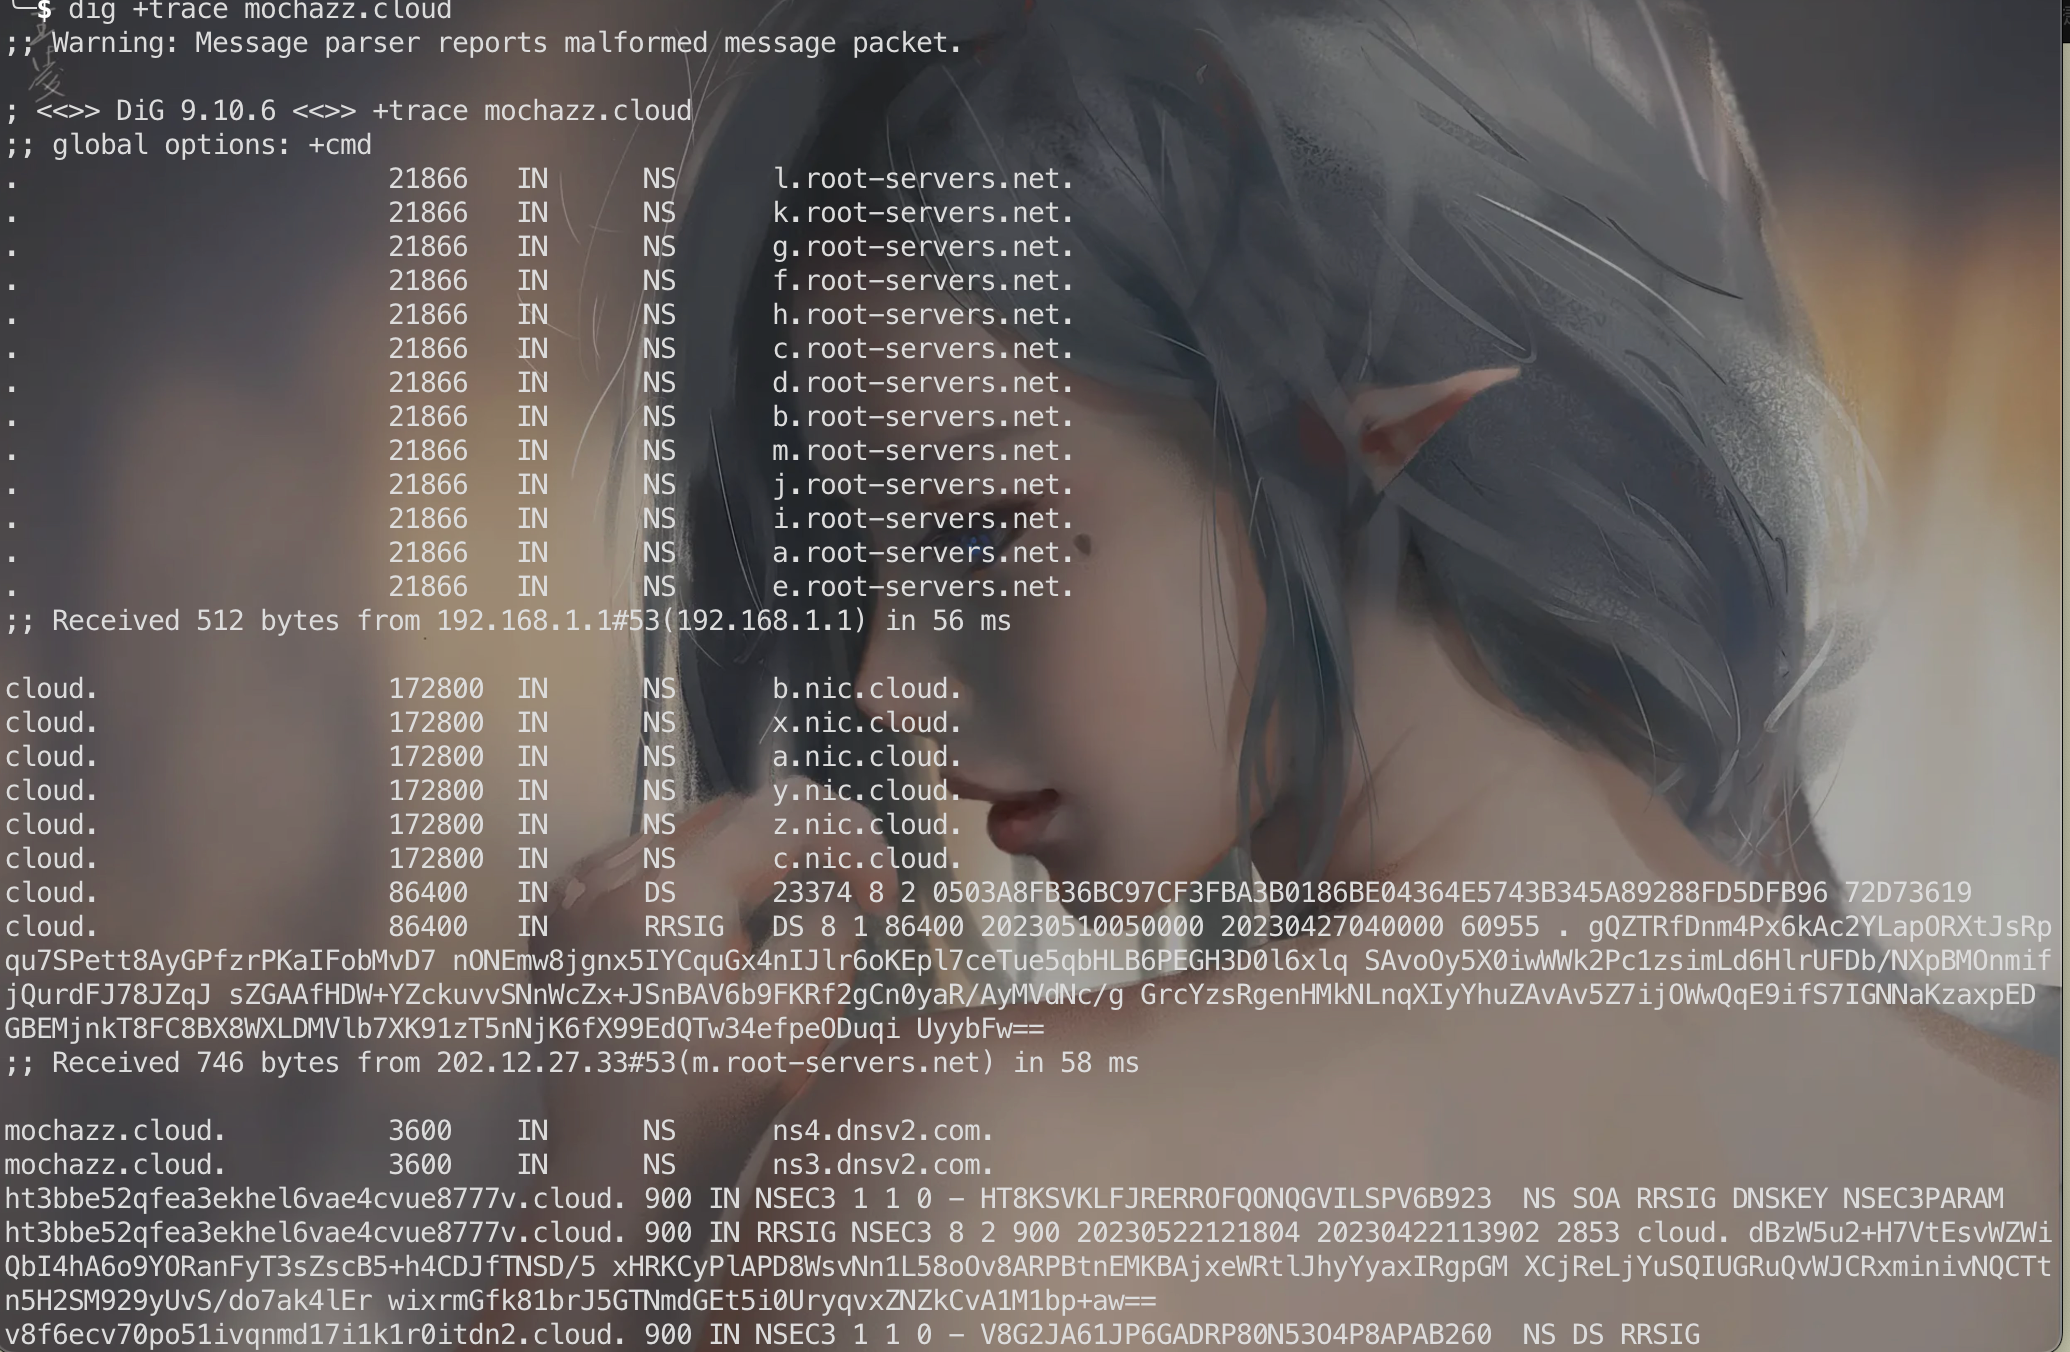 ╰─$ dig +trace mochazz.cloud
;; Warning: Message parser reports malformed message packet.
; <<>> DiG 9.10.6 <<>> +trace mochazz.cloud
;; global options: +cmd
. 21866 IN NS l.root-servers.net.
. 21866 IN NS k.root-servers.net.
. 21866 IN NS g.root-servers.net.
. 21866 IN NS f.root-servers.net.
. 21866 IN NS h.root-servers.net.
. 21866 IN NS c.root-servers.net.
. 21866 IN NS d.root-servers.net.
. 21866 IN NS b.root-servers.net.
. 21866 IN NS m.root-servers.net.
. 21866 IN NS j.root-servers.net.
. 21866 IN NS i.root-servers.net.
. 21866 IN NS a.root-servers.net.
. 21866 IN NS e.root-servers.net.
;; Received 512 bytes from 192.168.1.1#53(192.168.1.1) in 56 ms
cloud. 172800 IN NS b.nic.cloud.
cloud. 172800 IN NS x.nic.cloud.
cloud. 172800 IN NS a.nic.cloud.
cloud. 172800 IN NS y.nic.cloud.
cloud. 172800 IN NS z.nic.cloud.
cloud. 172800 IN NS c.nic.cloud.
cloud. 86400 IN DS 23374 8 2 0503A8FB36BC97CF3FBA3B0186BE04364E5743B345A89288FD5DFB96 72D73619
cloud. 86400 IN RRSIG DS 8 1 86400 20230510050000 20230427040000 60955 . gQZTRfDnm4Px6kAc2YLapORXtJsRp
qu7SPett8AyGPfzrPKaIFobMvD7 nONEmw8jgnx5IYCquGx4nIJlr6oKEpl7ceTue5qbHLB6PEGH3D0l6xlq SAvoOy5X0iwWWk2Pc1zsimLd6HlrUFDb/NXpBMOnmif
jQurdFJ78JZqJ sZGAAfHDW+YZckuvvSNnWcZx+JSnBAV6b9FKRf2gCn0yaR/AyMVdNc/g GrcYzsRgenHMkNLnqXIyYhuZAvAv5Z7ijOWwQqE9ifS7IGNNaKzaxpED
GBEMjnkT8FC8BX8WXLDMVlb7XK91zT5nNjK6fX99EdQTw34efpeODuqi UyybFw==
;; Received 746 bytes from 202.12.27.33#53(m.root-servers.net) in 58 ms
mochazz.cloud. 3600 IN NS ns4.dnsv2.com.
mochazz.cloud. 3600 IN NS ns3.dnsv2.com.
ht3bbe52qfea3ekhel6vae4cvue8777v.cloud. 900 IN NSEC3 1 1 0 - HT8KSVKLFJRERROFQONQGVILSPV6B923 NS SOA RRSIG DNSKEY NSEC3PARAM
ht3bbe52qfea3ekhel6vae4cvue8777v.cloud. 900 IN RRSIG NSEC3 8 2 900 20230522121804 20230422113902 2853 cloud. dBzW5u2+H7VtEsvWZWi
QbI4hA6o9YORanFyT3sZscB5+h4CDJfTNSD/5 xHRKCyPlAPD8WsvNn1L58oOv8ARPBtnEMKBAjxeWRtlJhyYyaxIRgpGM XCjReLjYuSQIUGRuQvWJCRxminivNQCTt
n5H2SM929yUvS/do7ak4lEr wixrmGfk81brJ5GTNmdGEt5i0UryqvxZNZkCvA1M1bp+aw==
v8f6ecv70po51ivqnmd17i1k1r0itdn2.cloud. 900 IN NSEC3 1 1 0 - V8G2JA61JP6GADRP80N53O4P8APAB260 NS DS RRSIG